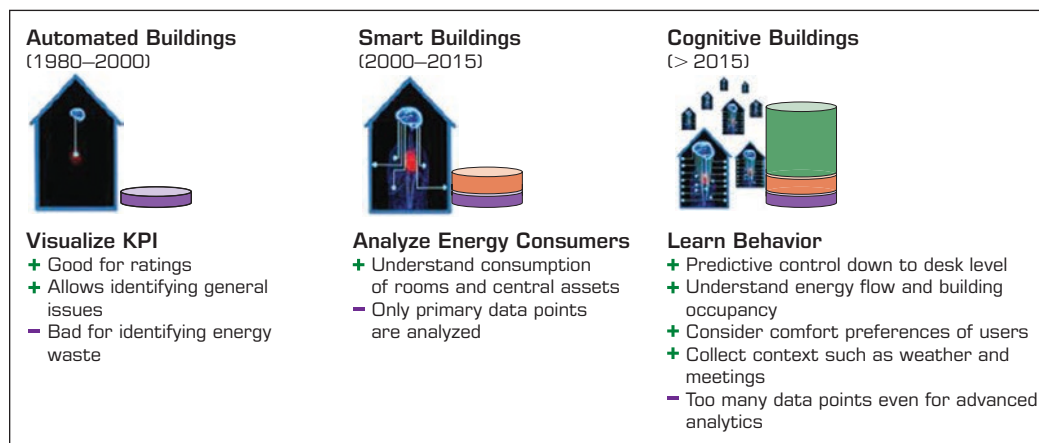 Automated Buildings
(1980–2000)
Visualize KPI
+ Good for ratings
+ Allows identifying general
issues
– Bad for identifying energy
waste
Smart Buildings
(2000–2015)
Analyze Energy Consumers
+ Understand consumption
of rooms and central assets
– Only primary data points
are analyzed
Cognitive Buildings
(> 2015)
Learn Behavior
+ Predictive control down to desk level
+ Understand energy flow and building
occupancy
+ Consider comfort preferences of users
+ Collect context such as weather and
meetings
– Too many data points even for advanced
analytics